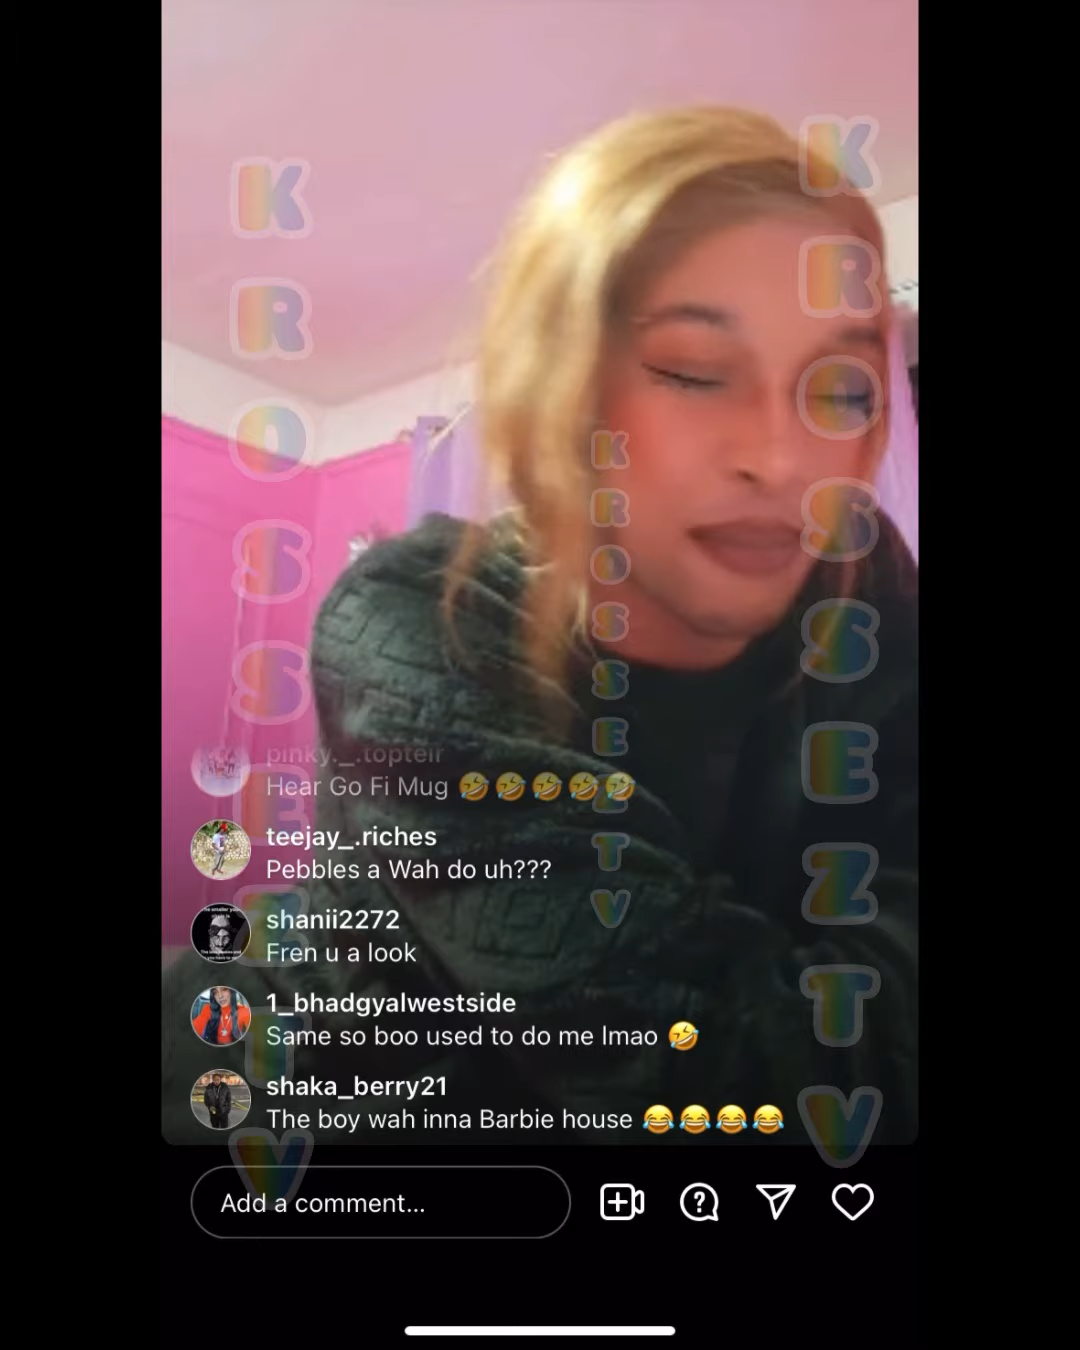 KROSSEZTV
KROSSEZTV
pinky._.topteir
Hear Go Fi Mug 🤣🤣🤣🤣🤣
teejay_.riches
Pebbles a Wah do uh???
shanii2272
Fren u a look
1_bhadgyalwestside
Same so boo used to do me lmao 🤣
shaka_berry21
The boy wah inna Barbie house 😂😂😂😂
Add a comment...
KROSSEZTV